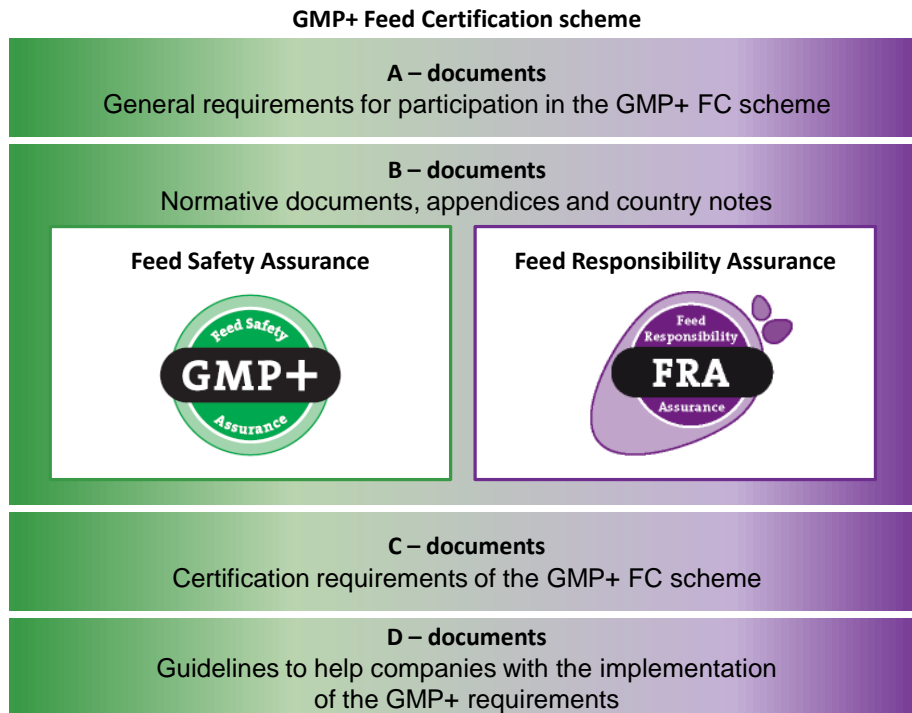 GMP+ Feed Certification scheme
A – documents
General requirements for participation in the GMP+ FC scheme
B – documents
Normative documents, appendices and country notes
Feed Safety Assurance
Feed Safety
GMP+
Assurance
Feed Responsibility Assurance
Feed
Responsibility
FRA
Assurance
C – documents
Certification requirements of the GMP+ FC scheme
D – documents
Guidelines to help companies with the implementation
of the GMP+ requirements